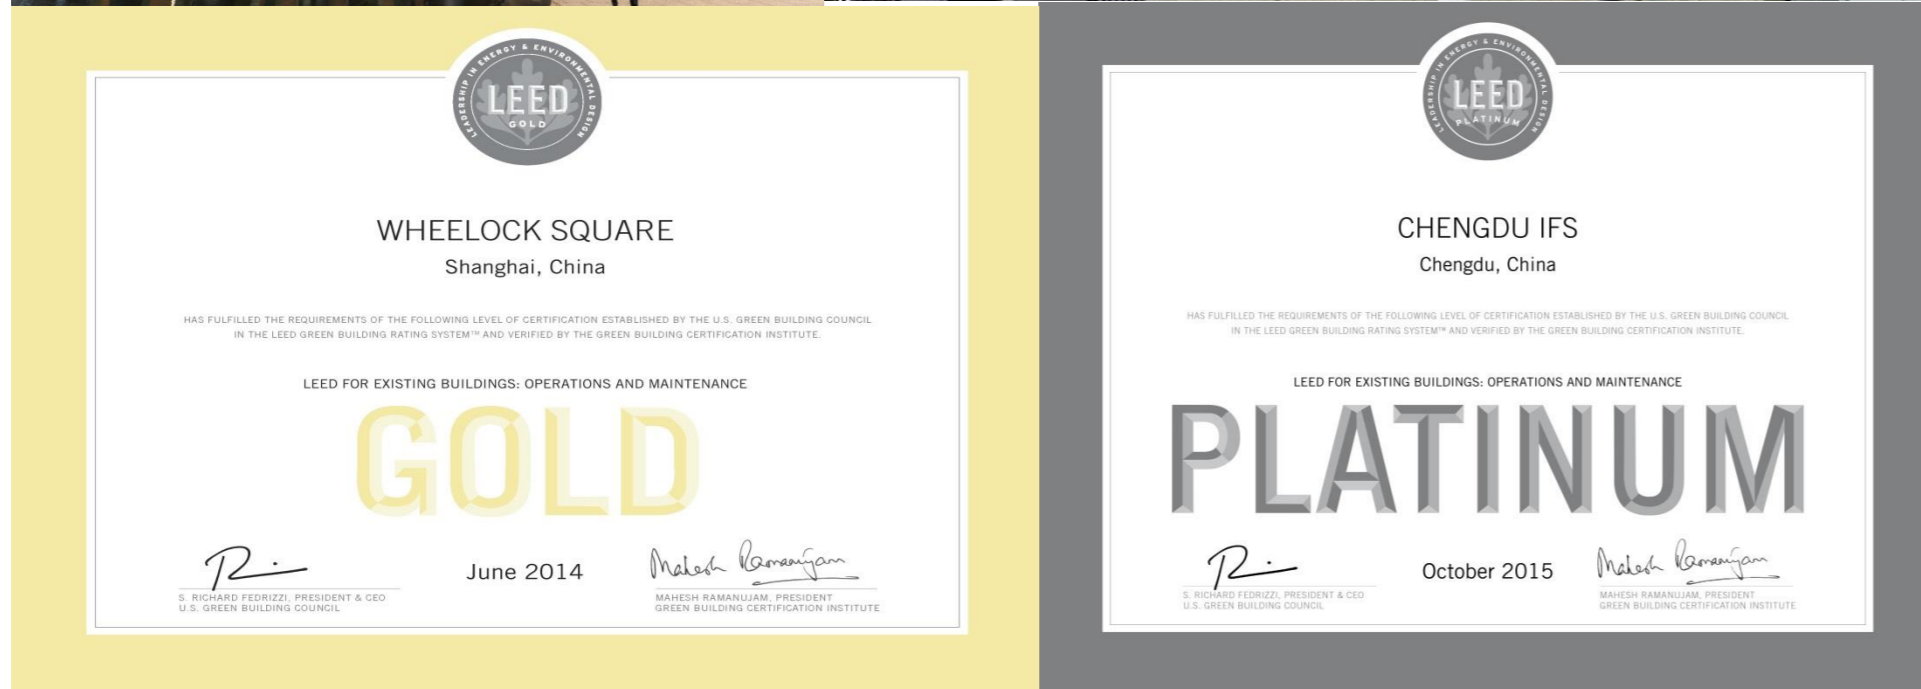 LEADERSHIP IN ENERGY & ENVIRONMENTAL DESIGN
LEED
GOLD
WHEELOCK SQUARE
Shanghai, China
HAS FULFILLED THE REQUIREMENTS OF THE FOLLOWING LEVEL OF CERTIFICATION ESTABLISHED BY THE U.S. GREEN BUILDING COUNCIL
IN THE LEED GREEN BUILDING RATING SYSTEM™ AND VERIFIED BY THE GREEN BUILDING CERTIFICATION INSTITUTE.
LEED FOR EXISTING BUILDINGS: OPERATIONS AND MAINTENANCE
GOLD
Mahesh Ramanujam
June 2014
S. RICHARD FEDRIZZI, PRESIDENT & CEO
U.S. GREEN BUILDING COUNCIL
MAHESH RAMANUJAM, PRESIDENT
GREEN BUILDING CERTIFICATION INSTITUTE
LEADERSHIP IN ENERGY & ENVIRONMENTAL DESIGN
LEED
PLATINUM
CHENGDU IFS
Chengdu, China
HAS FULFILLED THE REQUIREMENTS OF THE FOLLOWING LEVEL OF CERTIFICATION ESTABLISHED BY THE U.S. GREEN BUILDING COUNCIL
IN THE LEED GREEN BUILDING RATING SYSTEM™ AND VERIFIED BY THE GREEN BUILDING CERTIFICATION INSTITUTE.
LEED FOR EXISTING BUILDINGS: OPERATIONS AND MAINTENANCE
PLATINUM
Mahesh Ramanujam
October 2015
S. RICHARD FEDRIZZI, PRESIDENT & CEO
U.S. GREEN BUILDING COUNCIL
MAHESH RAMANUJAM, PRESIDENT
GREEN BUILDING CERTIFICATION INSTITUTE